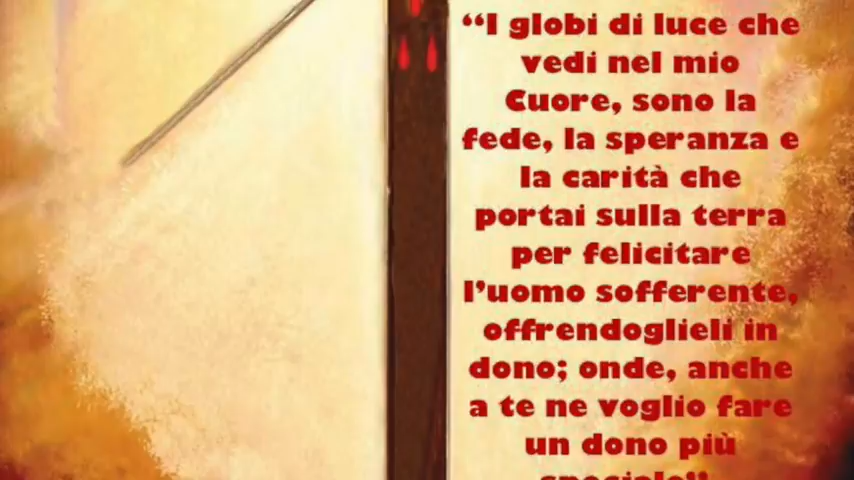 “I globi di luce che
vedi nel mio
Cuore, sono la
fede, la speranza e
la carità che
portai sulla terra
per felicitare
l’uomo sofferente,
offrendoglieli in
dono; onde, anche
a te ne voglio fare
un dono più
speciale”